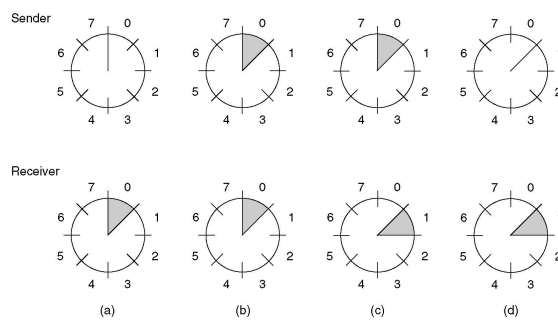 Sender
7 0 7 0 7 0 7 0
6 1 6 1 6 1 6
5 2 5 2 5 2 5 2
4 3 4 3 4 3 4 3
Receiver
7 0 7 0 7 0 7 0
6 1 6 1 6 1 6 1
5 2 5 2 5 2 5 2
4 3 4 3 4 3 4 3
(a) (b) (c) (d)